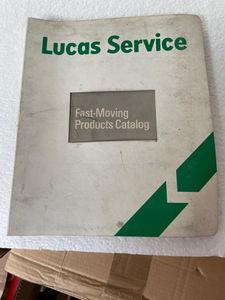 Lucas Service
Fast-Moving
Products Catalog